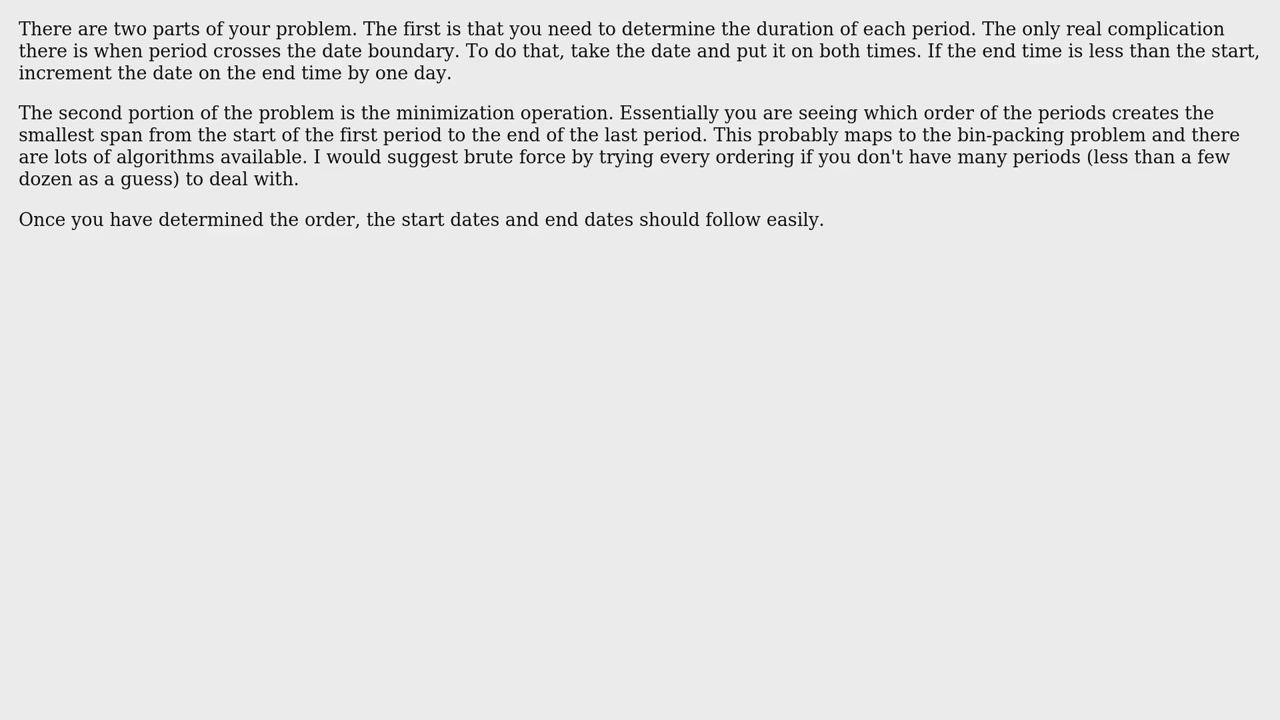 There are two parts of your problem. The first is that you need to determine the duration of each period. The only real complication
there is when period crosses the date boundary. To do that, take the date and put it on both times. If the end time is less than the start,
increment the date on the end time by one day.
The second portion of the problem is the minimization operation. Essentially you are seeing which order of the periods creates the
smallest span from the start of the first period to the end of the last period. This probably maps to the bin-packing problem and there
are lots of algorithms available. I would suggest brute force by trying every ordering if you don't have many periods (less than a few
dozen as a guess) to deal with.
Once you have determined the order, the start dates and end dates should follow easily.